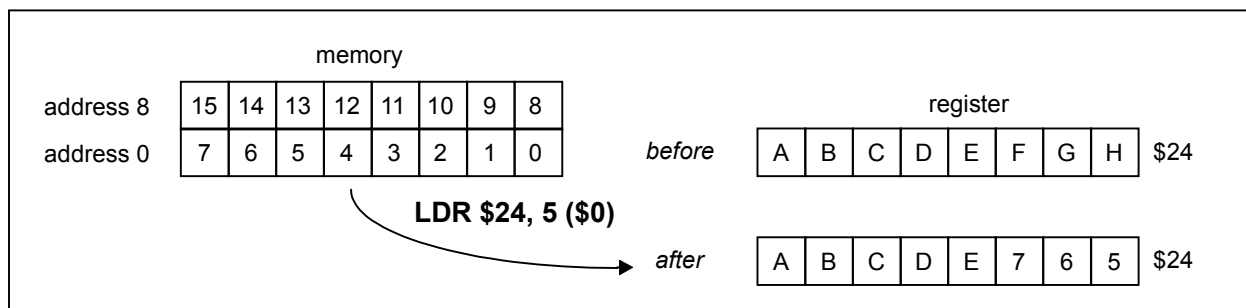 memory
address 8 15 14 13 12 11 10 9 8
address 0 7 6 5 4 3 2 1 0
register
before A B C D E F G H $24
LDR $24, 5 ($0)
after A B C D E 7 6 5 $24